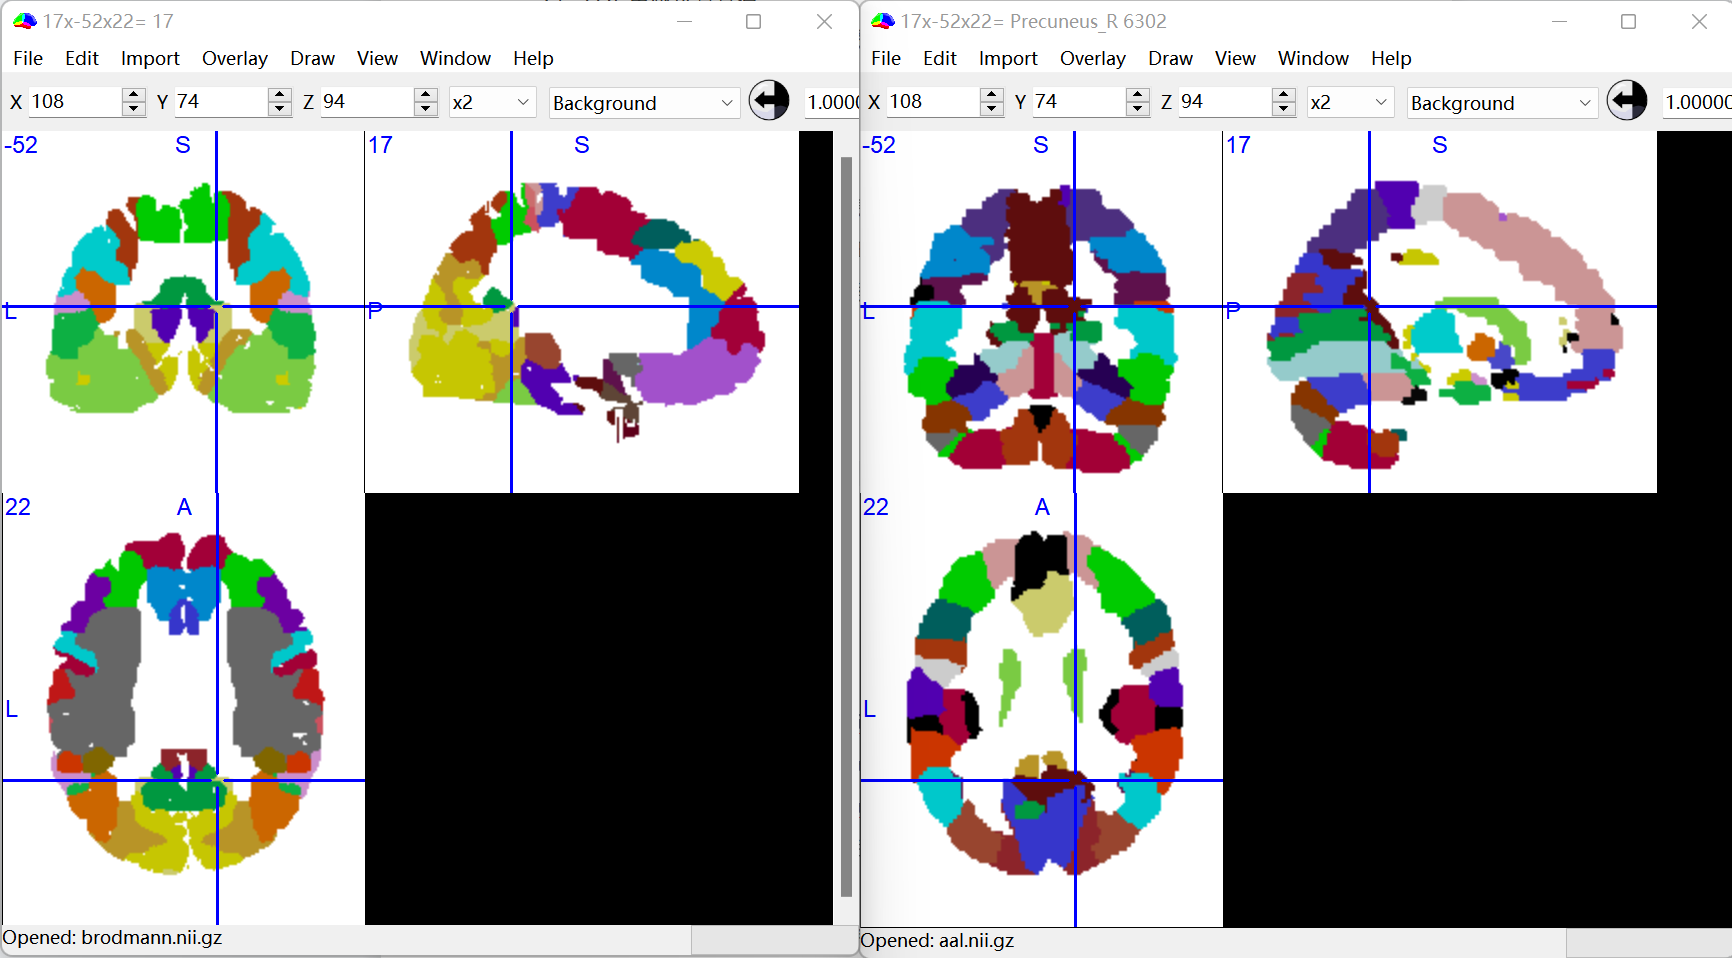 17x-52x22= 17
File Edit Import Overlay Draw View Window Help
X 108 Y 74 Z 94 x2 Background 1.0000
-52 S 17 S
L P
22 A
L
Opened: brodmann.nii.gz
17x-52x22= Precuneus_R 6302
File Edit Import Overlay Draw View Window Help
X 108 Y 74 Z 94 x2 Background 1.0000
-52 S 17 S
L P
22 A
L
Opened: aal.nii.gz